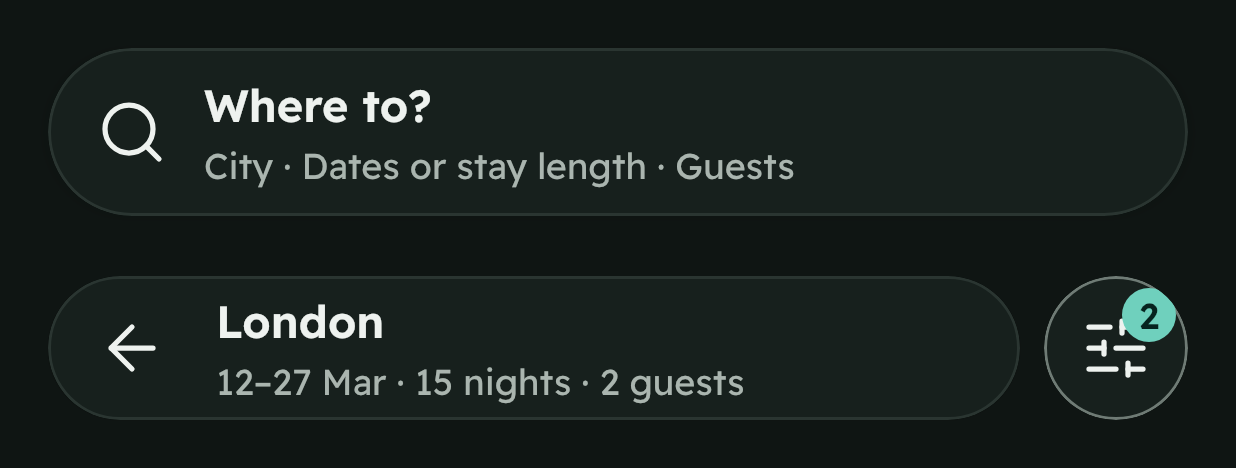 Where to?
City · Dates or stay length · Guests
London
12–27 Mar · 15 nights · 2 guests
2